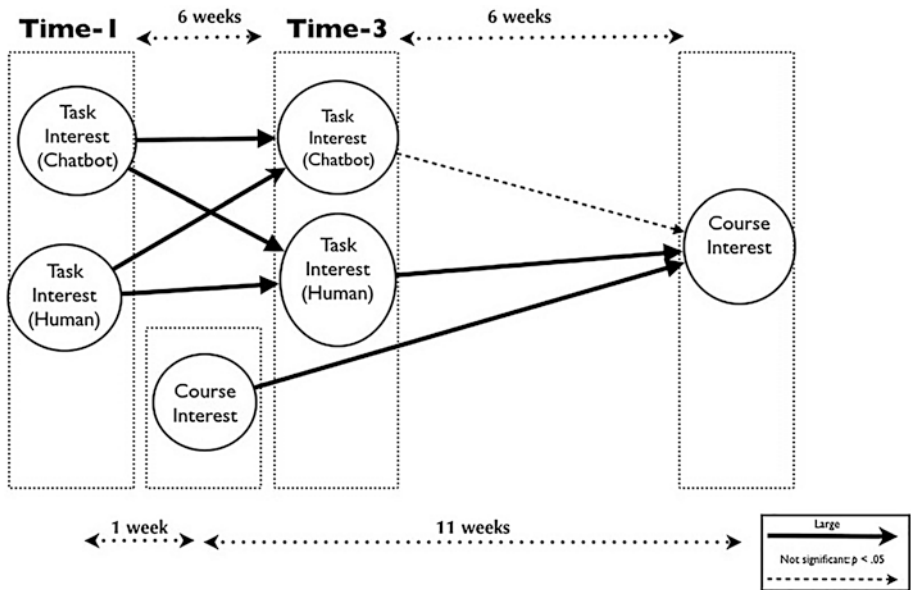 6 weeks
6 weeks
Time-1
Time-3
Task
Interest
(Chatbot)
Task
Interest
(Chatbot)
Task
Interest
(Human)
Task
Interest
(Human)
Course
Interest
Course
Interest
1 week
11 weeks
Large
Not significant: p < .05